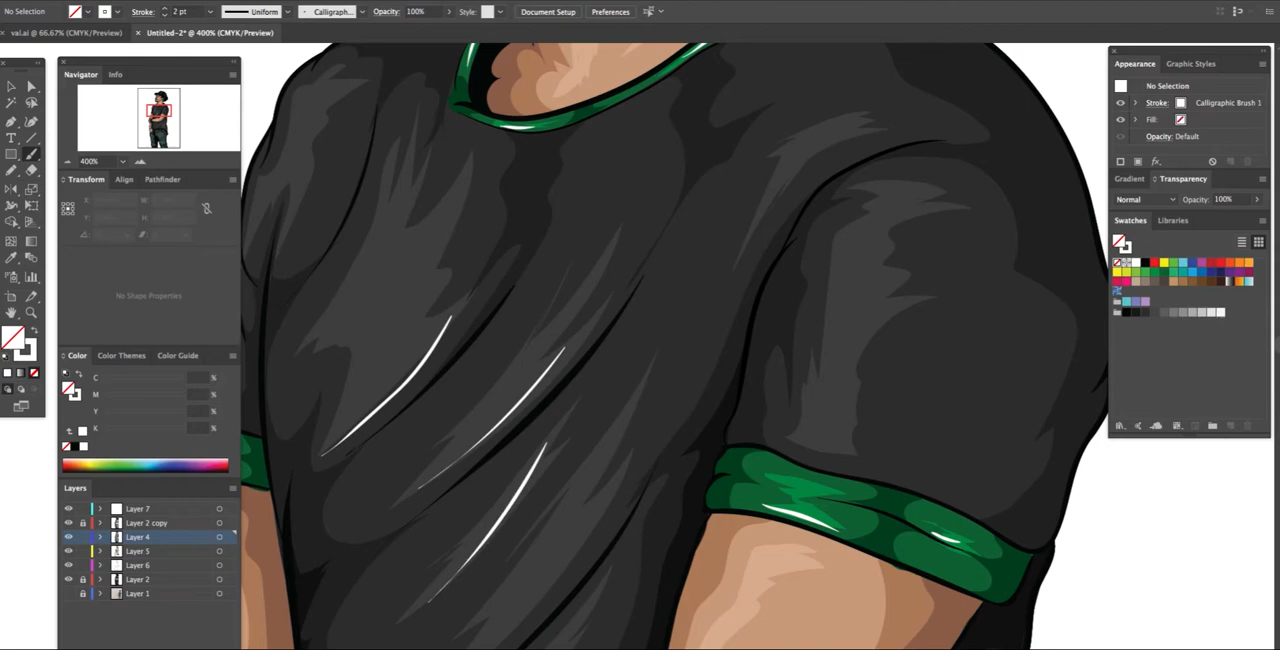 No Selection Stroke: 2 pt Uniform Calligraph... Opacity: 100% Style: Document Setup Preferences
val.ai @ 66.67% (CMYK/Preview) Untitled-2* @ 400% (CMYK/Preview)
Navigator Info
400%
Transform Align Pathfinder
X: W:
Y: H:
No Shape Properties
Color Color Themes Color Guide
C %
M %
Y %
K %
Layers
Layer 7
Layer 2 copy
Layer 4
Layer 5
Layer 6
Layer 2
Layer 1
Appearance Graphic Styles
No Selection
Stroke: Calligraphic Brush 1
Fill:
Opacity: Default
fx
Gradient Transparency
Normal Opacity: 100%
Swatches Libraries